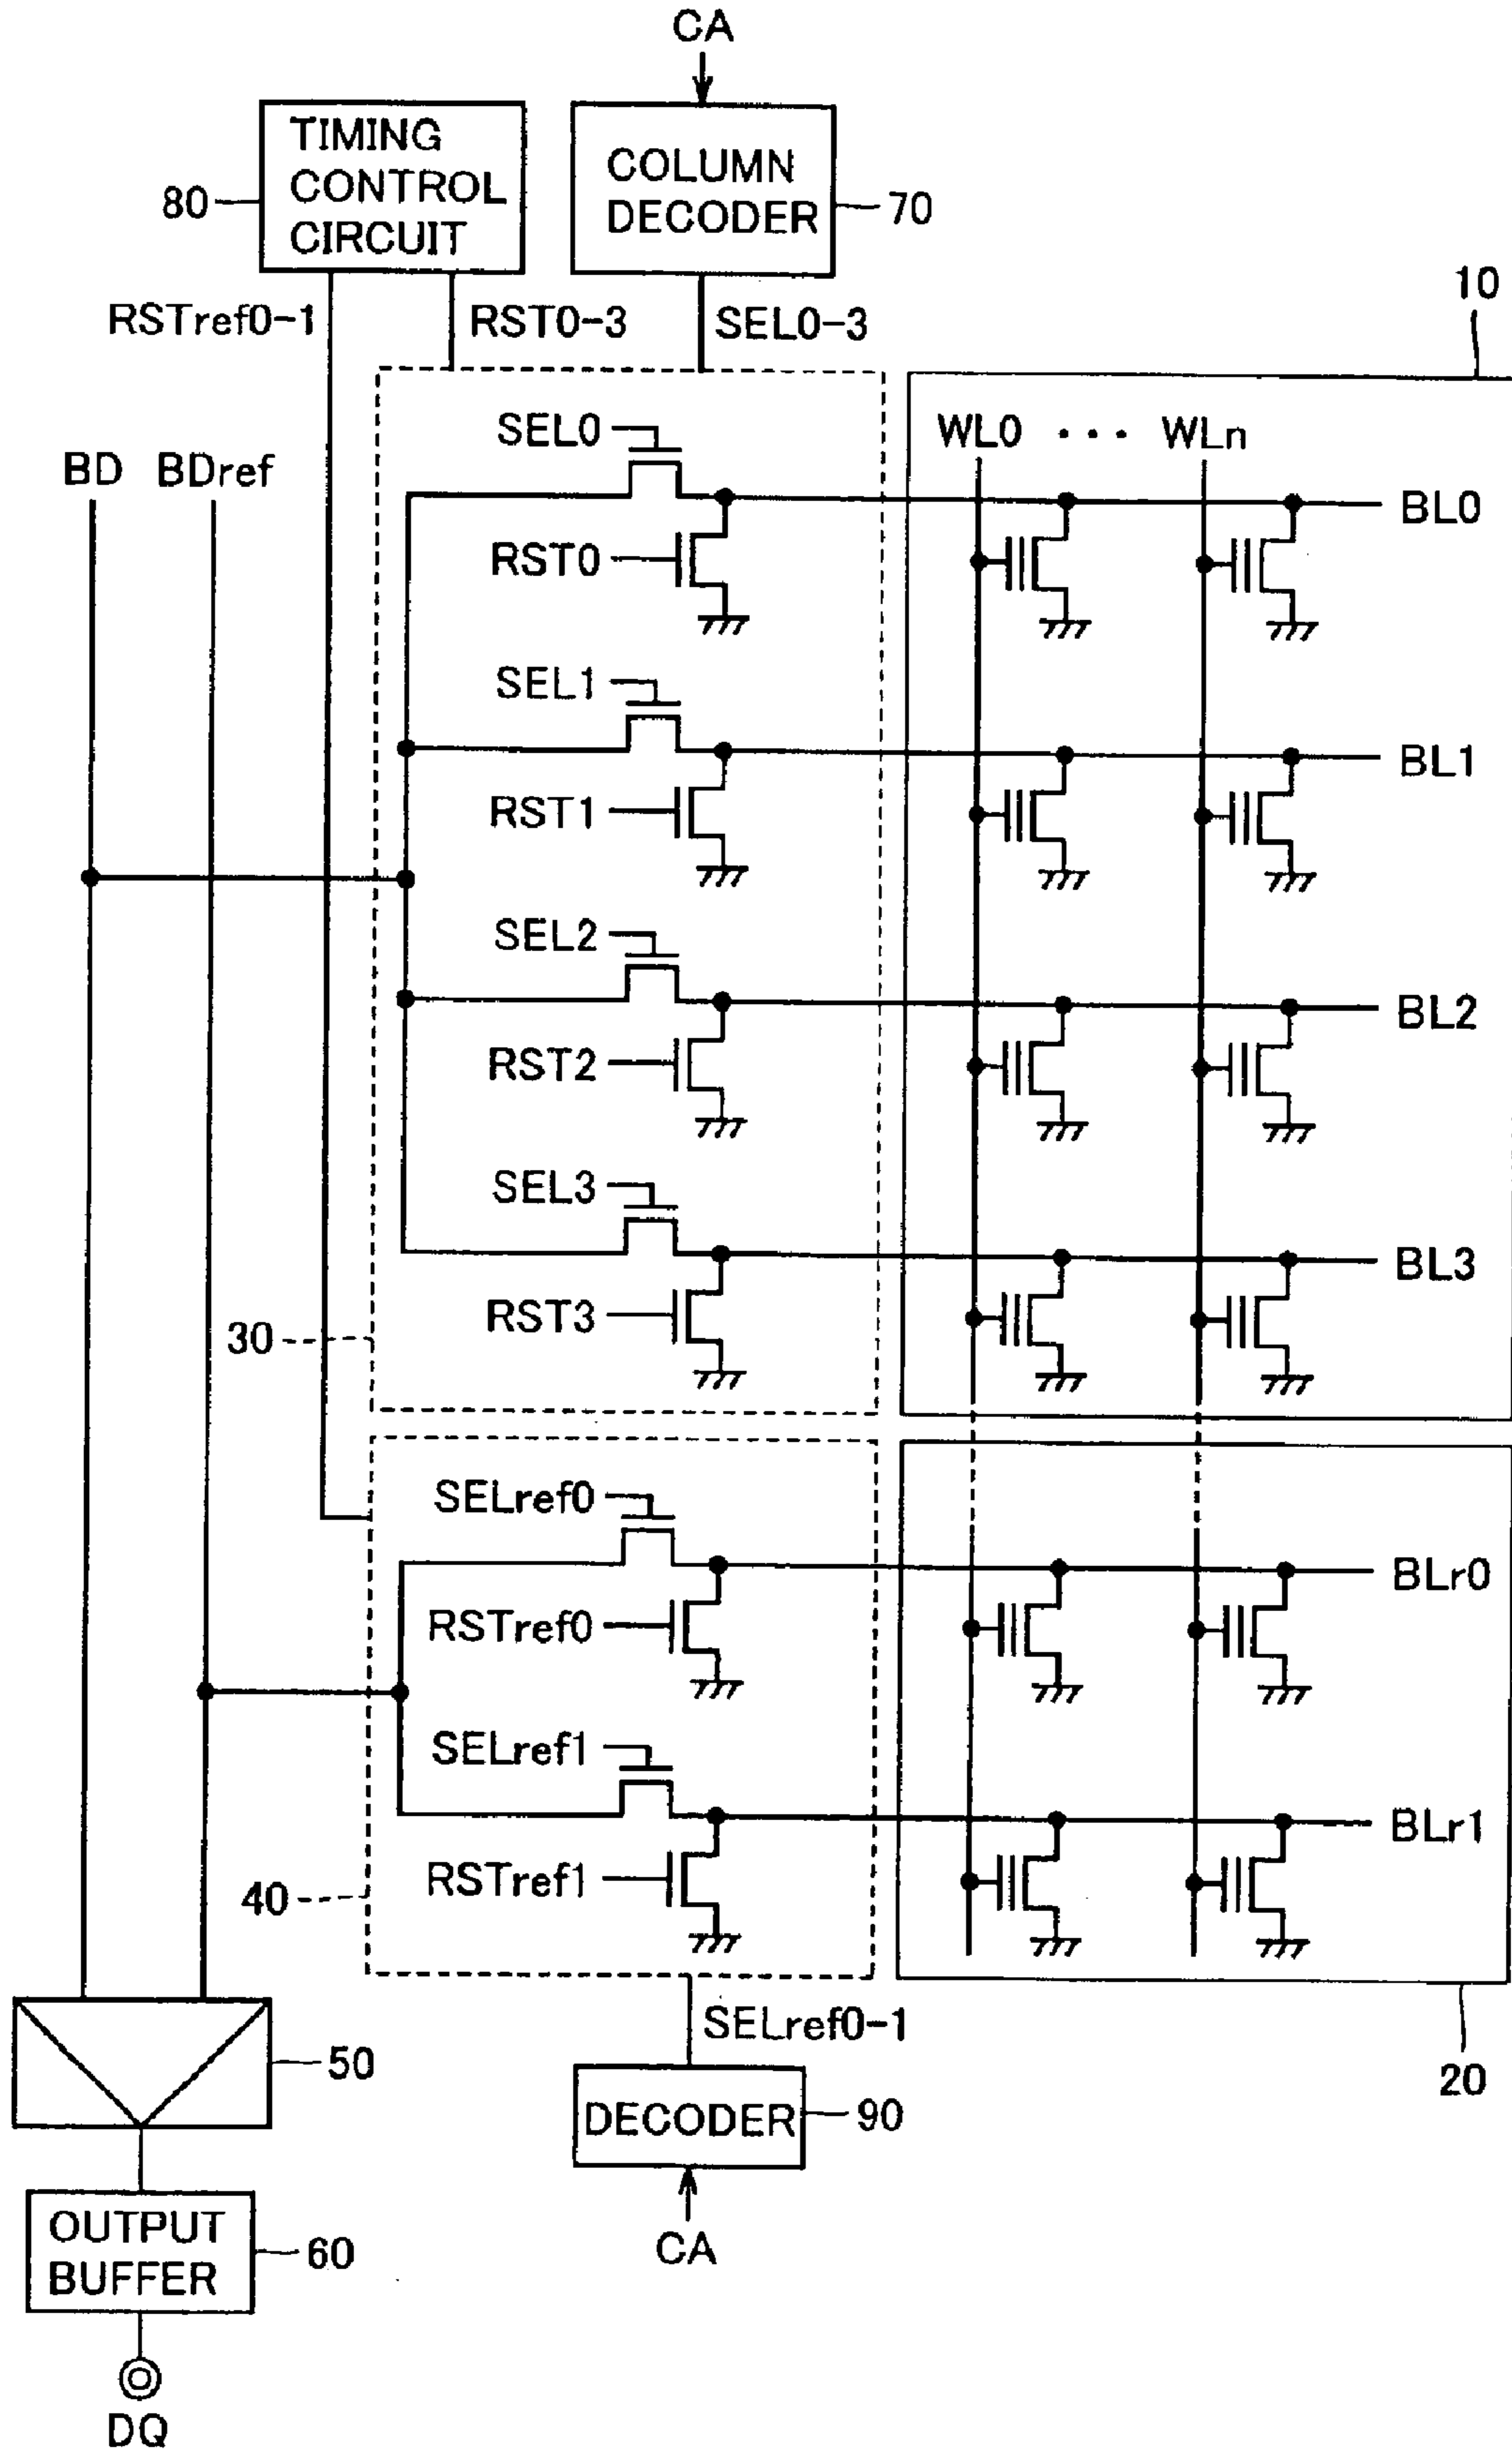 CA
TIMING
CONTROL
CIRCUIT
80
COLUMN
DECODER
70
RSTref0-1
RST0-3
SEL0-3
10
BD
BDref
SEL0
WL0 ... WLn
BL0
RST0
SEL1
BL1
RST1
SEL2
BL2
RST2
SEL3
BL3
RST3
30
SELref0
BLr0
RSTref0
SELref1
BLr1
RSTref1
40
SELref0-1
50
20
DECODER
90
OUTPUT
BUFFER
60
CA
DQ